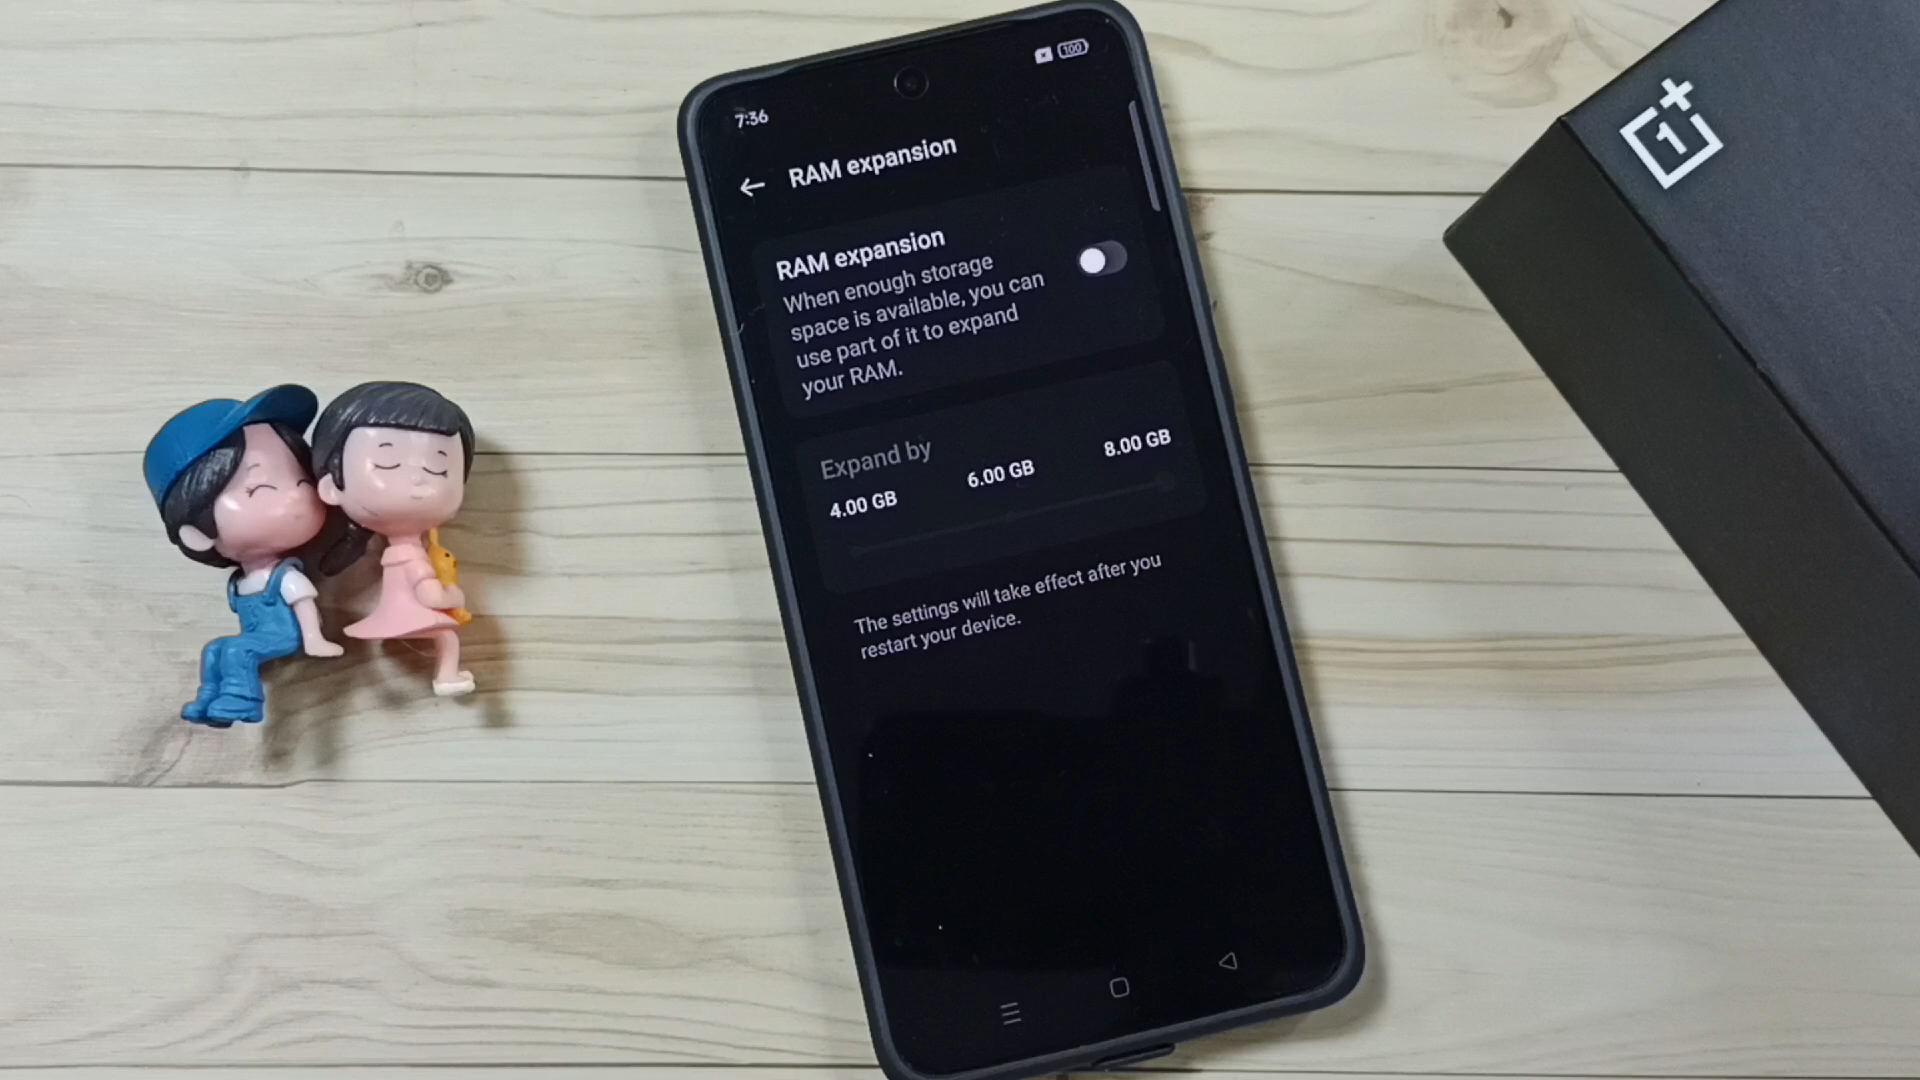 7:36
100
RAM expansion
RAM expansion
When enough storage
space is available, you can
use part of it to expand
your RAM.
Expand by
4.00 GB
6.00 GB
8.00 GB
The settings will take effect after you
restart your device.
1+